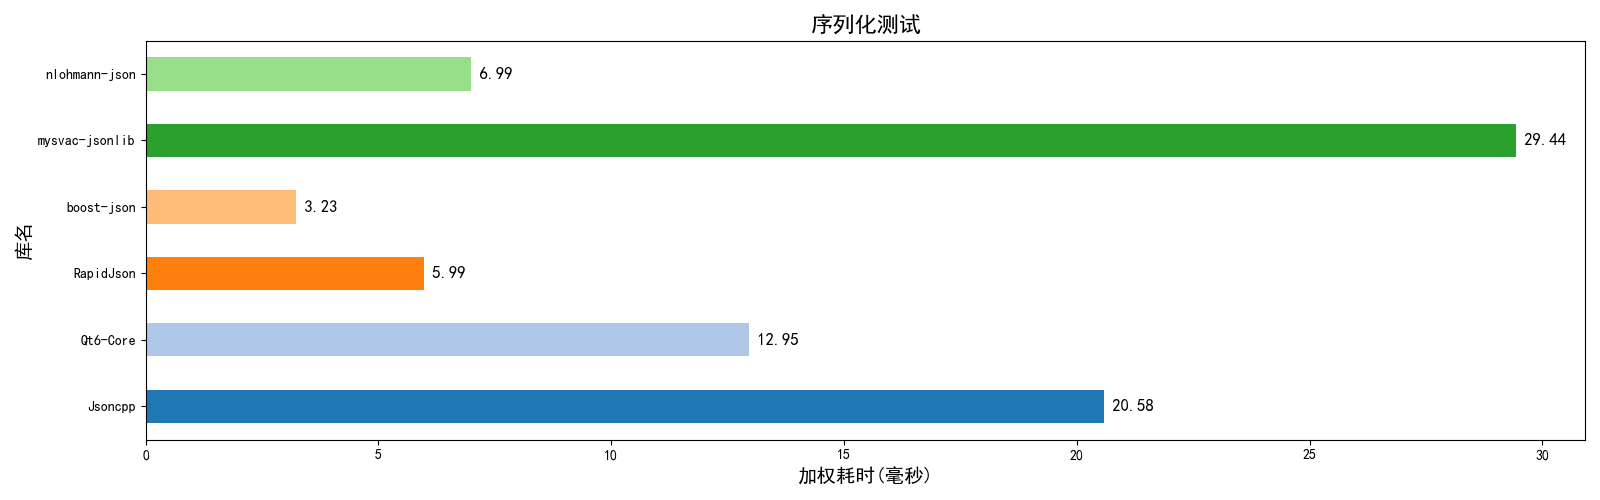 序列化测试
nlohmann-json
6.99
mysvac-jsonlib
29.44
boost-json
3.23
RapidJson
5.99
Qt6-Core
12.95
Jsoncpp
20.58
库名
0 5 10 15 20 25 30
加权耗时(毫秒)